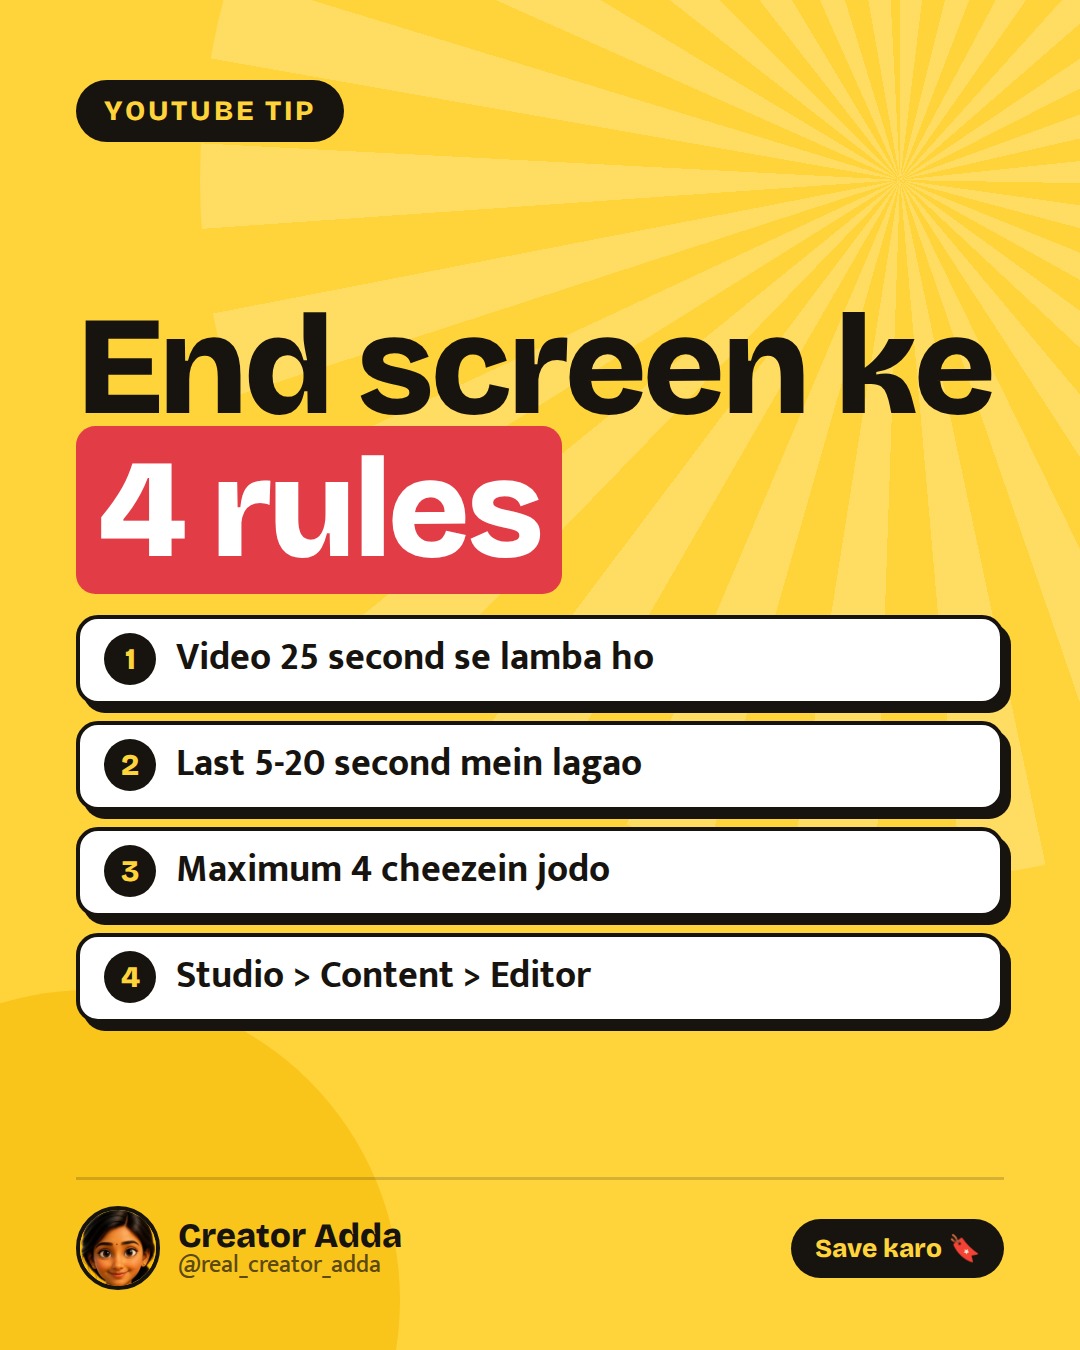 YOUTUBE TIP
End screen ke
4 rules
1 Video 25 second se lamba ho
2 Last 5-20 second mein lagao
3 Maximum 4 cheezein jodo
4 Studio > Content > Editor
Creator Adda
@real_creator_adda
Save karo 🔖